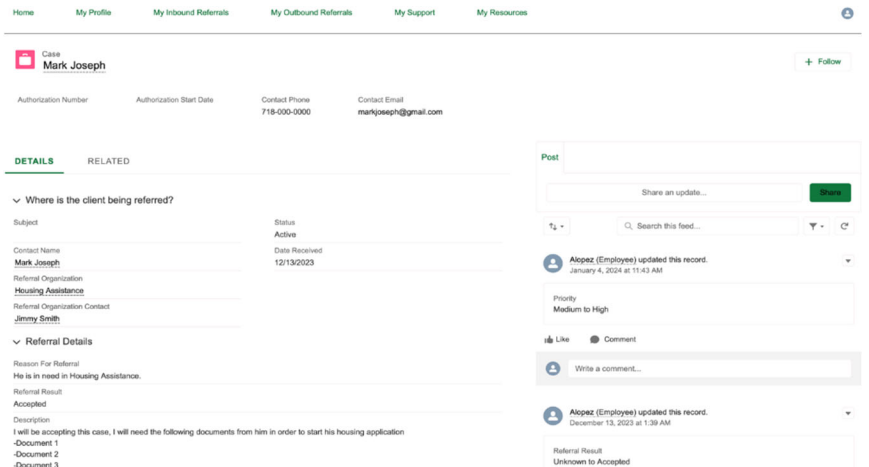 Home My Profile My Inbound Referrals My Outbound Referrals My Support My Resources
Case
Mark Joseph
+ Follow
Authorization Number Authorization Start Date Contact Phone Contact Email
718-000-0000 markjoseph@gmail.com
DETAILS RELATED
Where is the client being referred?
Subject Status
Active
Contact Name Date Received
Mark Joseph 12/13/2023
Referral Organization
Housing Assistance
Referral Organization Contact
Jimmy Smith
Referral Details
Reason For Referral
He is in need in Housing Assistance.
Referral Result
Accepted
Description
I will be accepting this case, I will need the following documents from him in order to start his housing application
-Document 1
-Document 2
-Document 3
Post
Share an update...
Share
Search this feed...
Alopez (Employee) updated this record.
January 4, 2024 at 11:43 AM
Priority
Medium to High
Like Comment
Write a comment...
Alopez (Employee) updated this record.
December 13, 2023 at 1:39 AM
Referral Result
Unknown to Accepted